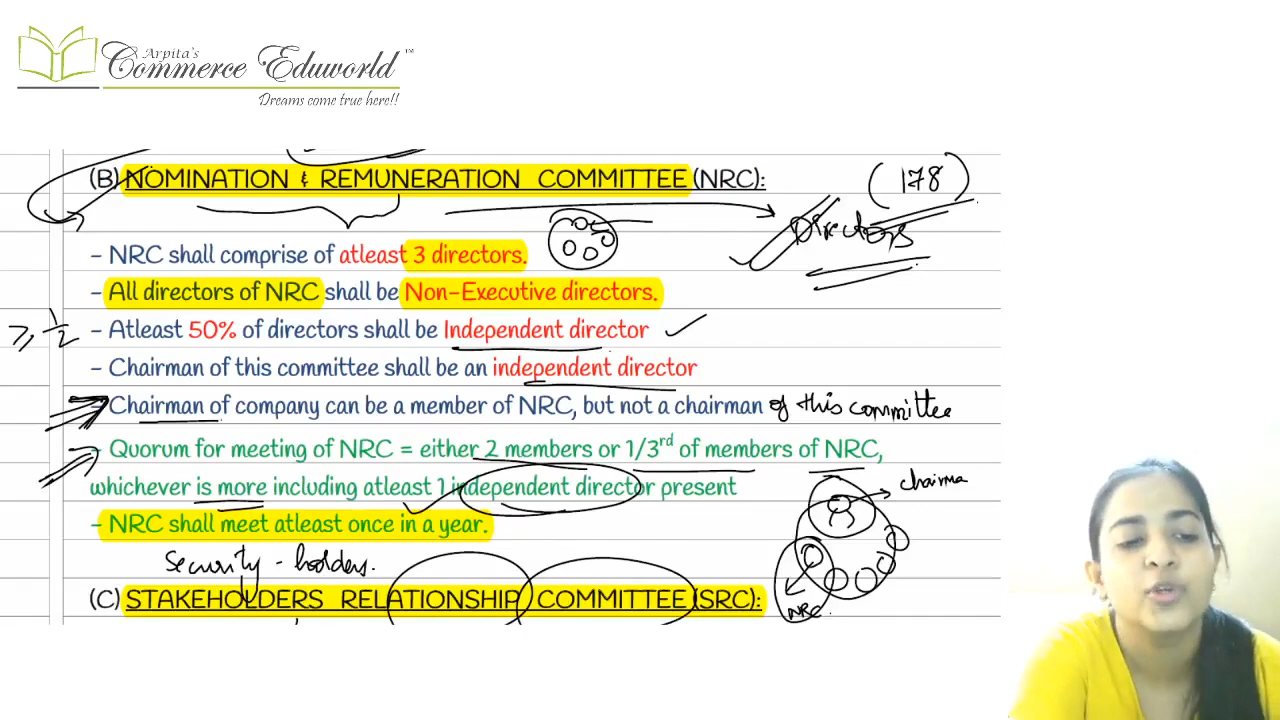 Arpita's
Commerce Eduworld™
Dreams come true here!!
(B) NOMINATION & REMUNERATION COMMITTEE (NRC):
(178)
Directors
- NRC shall comprise of atleast 3 directors.
- All directors of NRC shall be Non-Executive directors.
≥ 1/2
- Atleast 50% of directors shall be Independent director
- Chairman of this committee shall be an independent director
- Chairman of company can be a member of NRC, but not a chairman of this committee
- Quorum for meeting of NRC = either 2 members or 1/3rd of members of NRC,
whichever is more including atleast 1 independent director present
chairma
- NRC shall meet atleast once in a year.
Security - holders.
(C) STAKEHOLDERS RELATIONSHIP COMMITTEE (SRC):
NRC.